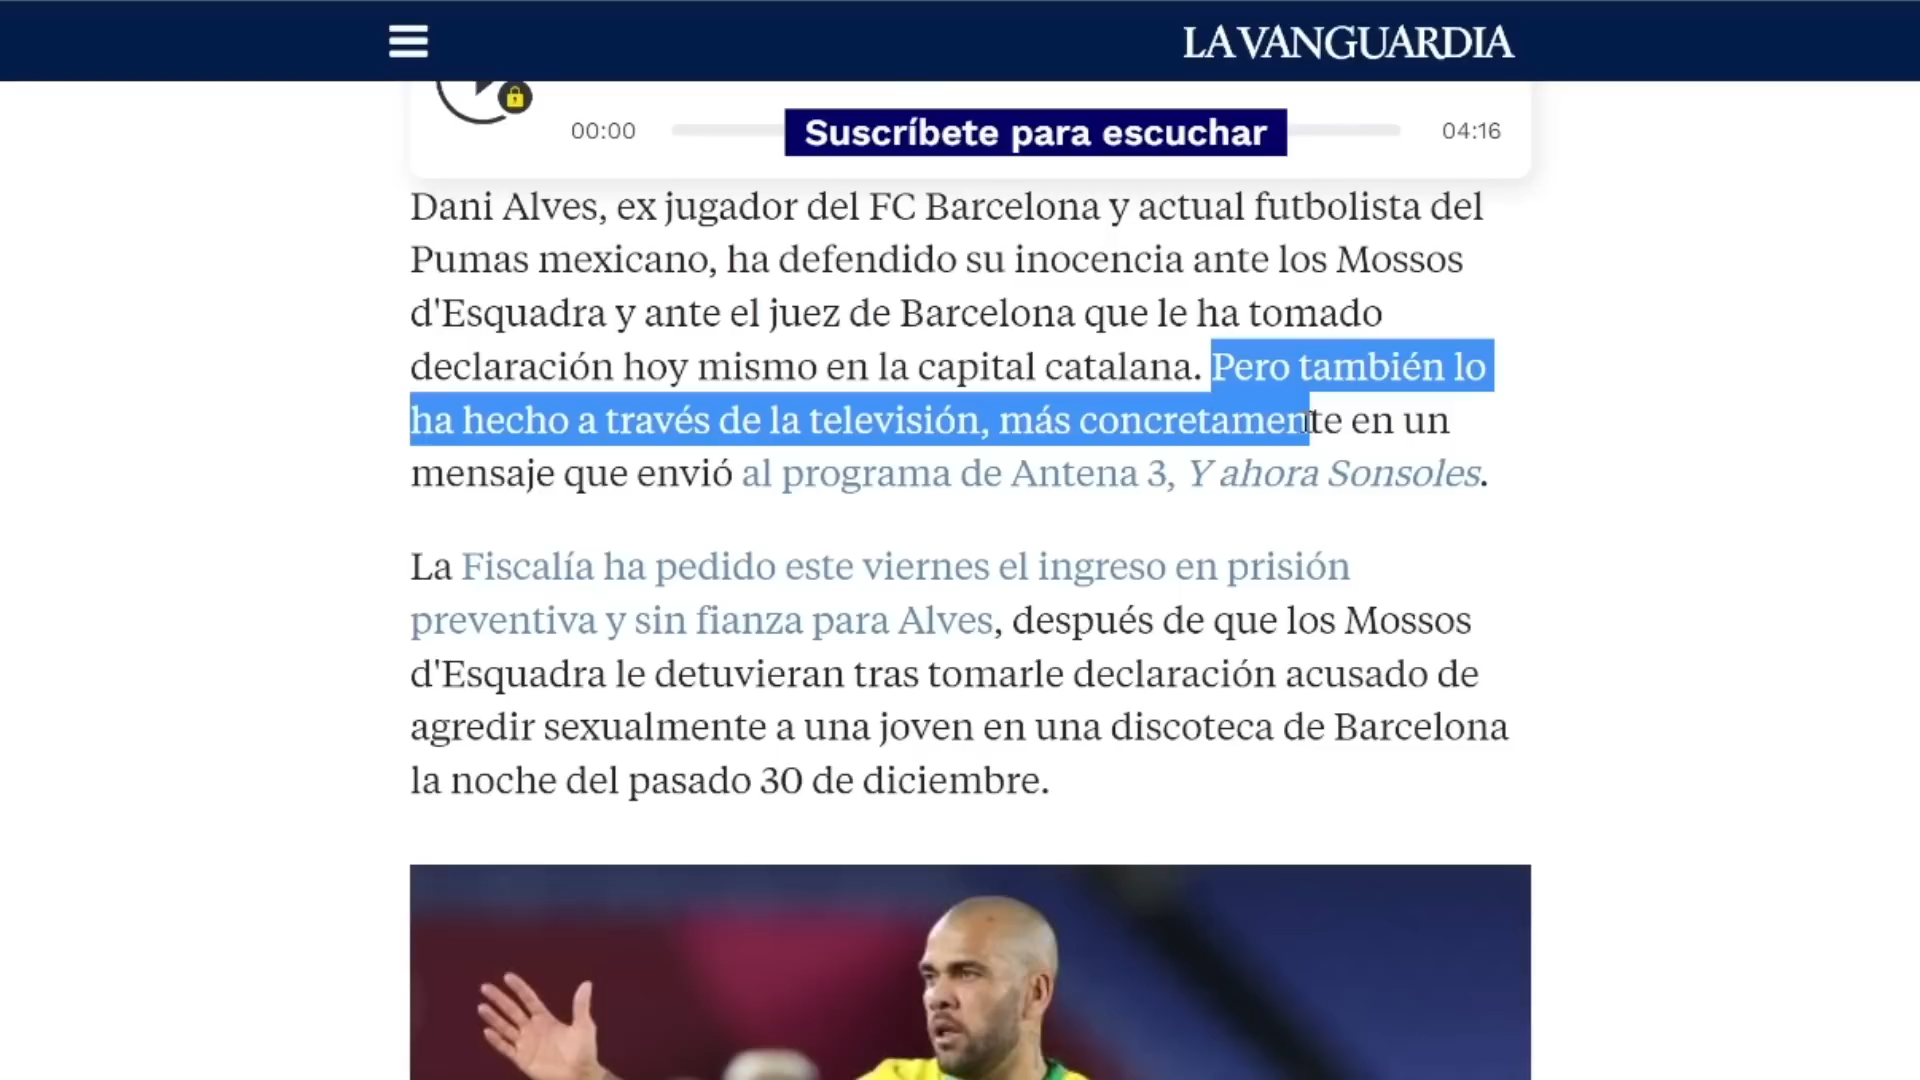 LA VANGUARDIA
00:00
Suscríbete para escuchar
04:16
Dani Alves, ex jugador del FC Barcelona y actual futbolista del
Pumas mexicano, ha defendido su inocencia ante los Mossos
d'Esquadra y ante el juez de Barcelona que le ha tomado
declaración hoy mismo en la capital catalana. Pero también lo
ha hecho a través de la televisión, más concretamente en un
mensaje que envió al programa de Antena 3, Y ahora Sonsoles.
La Fiscalía ha pedido este viernes el ingreso en prisión
preventiva y sin fianza para Alves, después de que los Mossos
d'Esquadra le detuvieran tras tomarle declaración acusado de
agredir sexualmente a una joven en una discoteca de Barcelona
la noche del pasado 30 de diciembre.